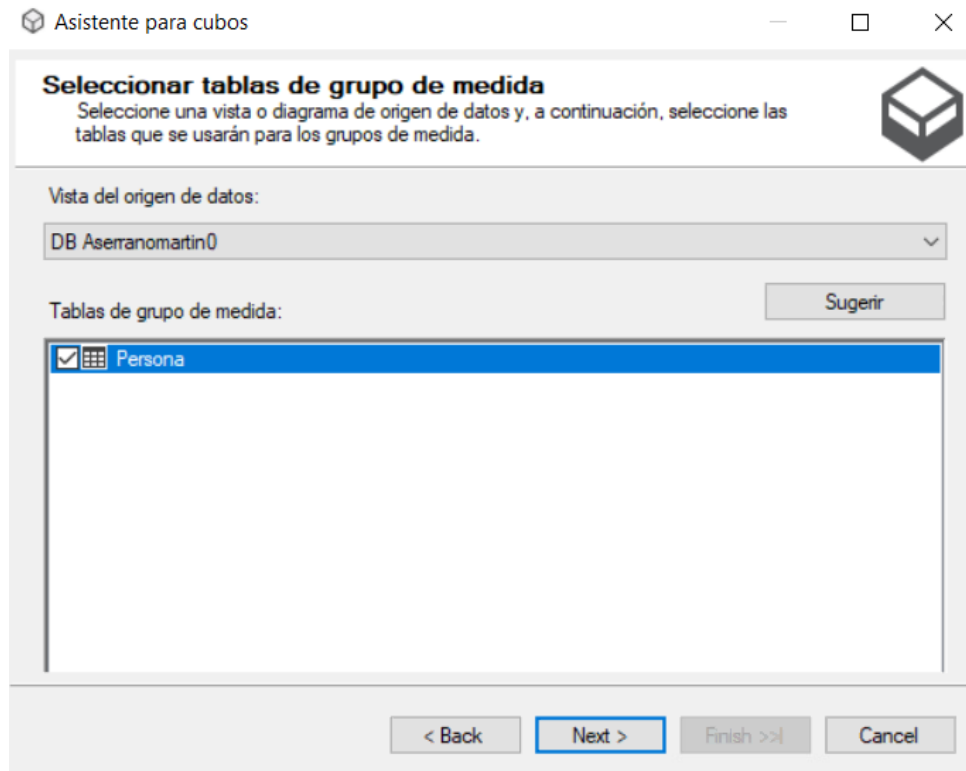 Asistente para cubos
Seleccionar tablas de grupo de medida
Seleccione una vista o diagrama de origen de datos y, a continuación, seleccione las
tablas que se usarán para los grupos de medida.
Vista del origen de datos:
DB Aserranomartin0
Sugerir
Tablas de grupo de medida:
Persona
< Back
Next >
Finish >>|
Cancel